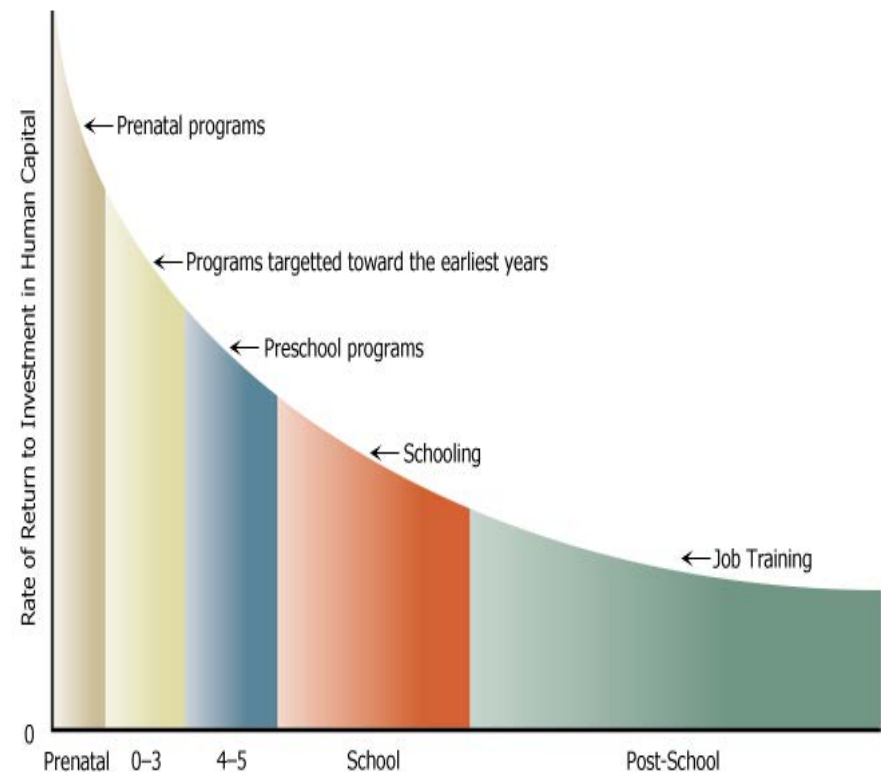 Rate of Return to Investment in Human Capital
Prenatal programs
Programs targetted toward the earliest years
Preschool programs
Schooling
Job Training
0
Prenatal 0–3 4–5 School Post-School